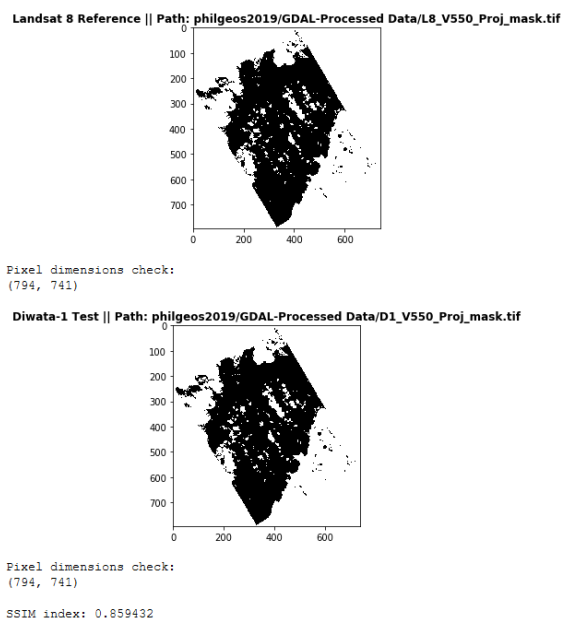 Landsat 8 Reference || Path: philgeos2019/GDAL-Processed Data/L8_V550_Proj_mask.tif
0
100
200
300
400
500
600
700
0 200 400 600
Pixel dimensions check:
(794, 741)
Diwata-1 Test || Path: philgeos2019/GDAL-Processed Data/D1_V550_Proj_mask.tif
0
100
200
300
400
500
600
700
0 200 400 600
Pixel dimensions check:
(794, 741)
SSIM index: 0.859432